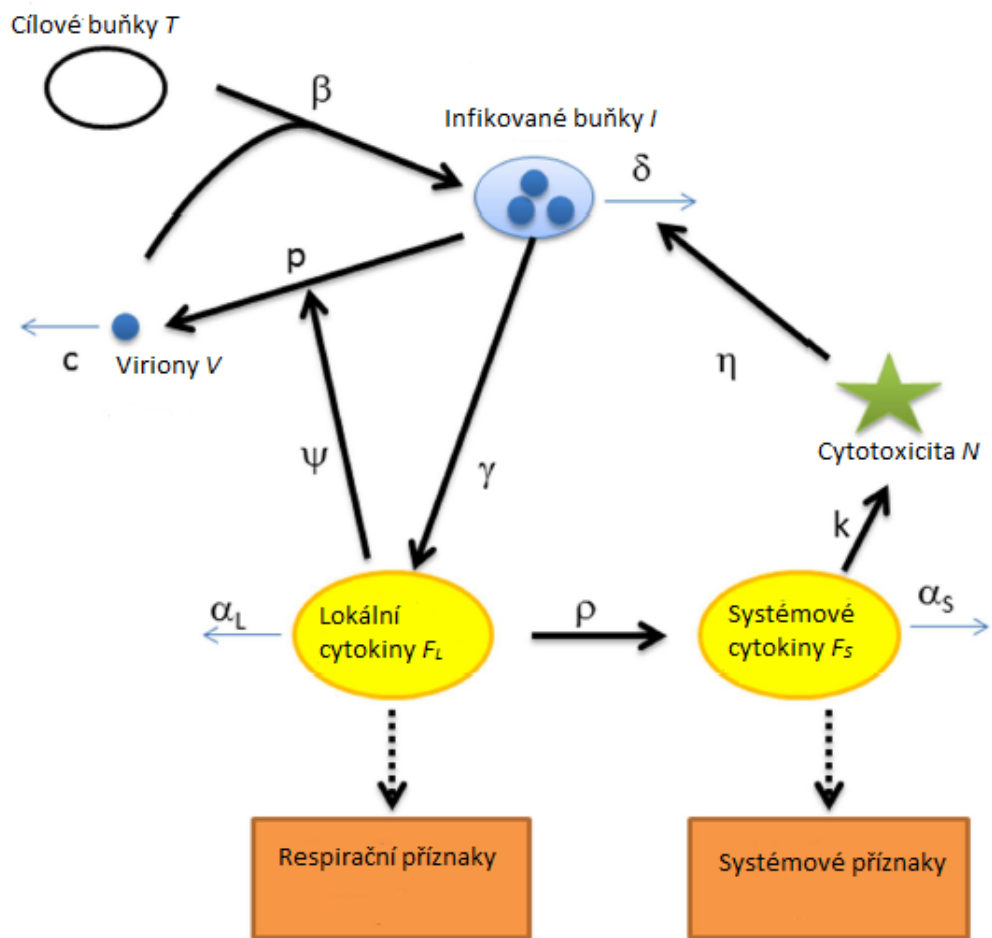 Cílové buňky T
β
Infikované buňky I
δ
p
c
Viriony V
η
ψ
γ
Cytotoxicita N
k
α_L
Lokální
cytokiny F_L
ρ
Systémové
cytokiny F_S
α_S
Respirační příznaky
Systémové příznaky